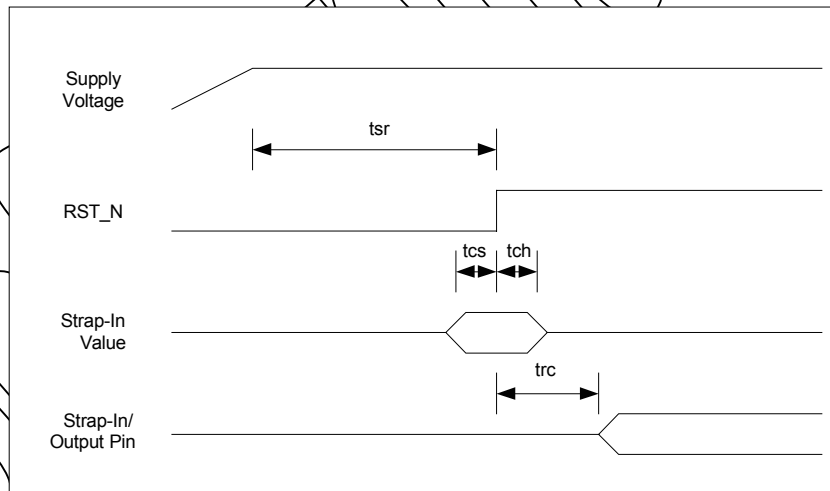 Supply
Voltage
tsr
RST_N
tcs
tch
Strap-In
Value
trc
Strap-In/
Output Pin